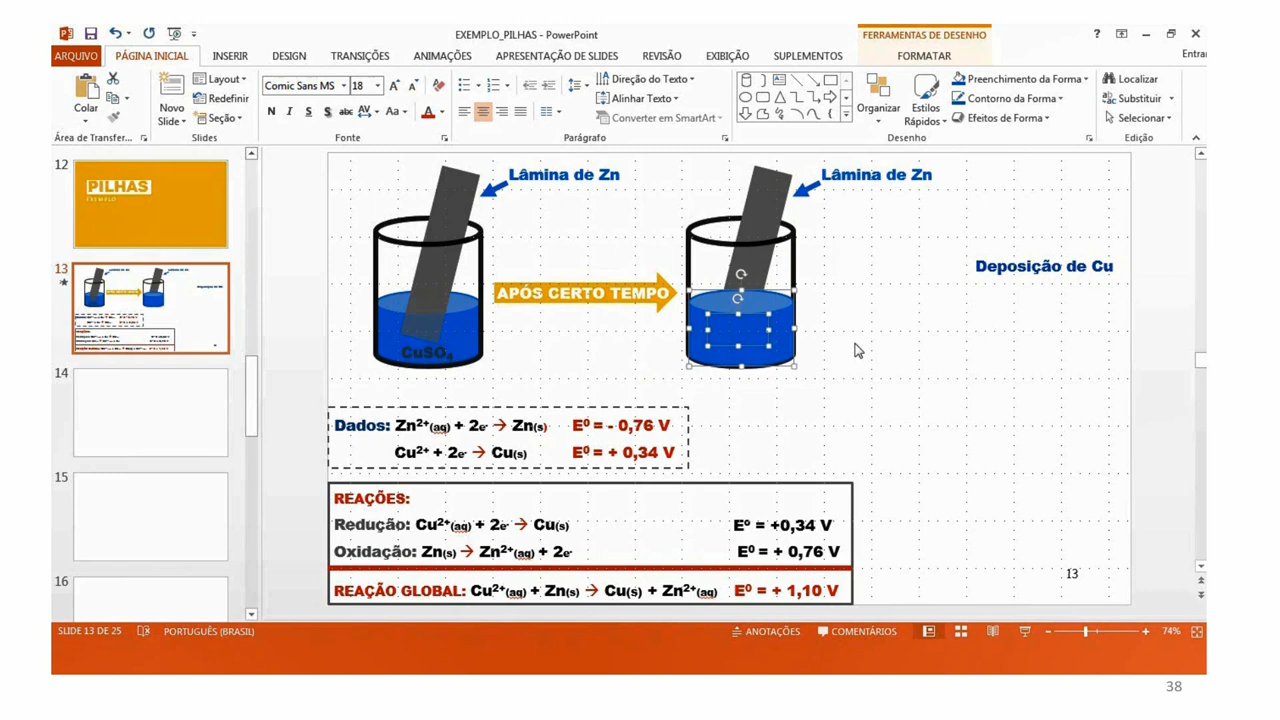 EXEMPLO_PILHAS - PowerPoint
FERRAMENTAS DE DESENHO
ARQUIVO PÁGINA INICIAL INSERIR DESIGN TRANSIÇÕES ANIMAÇÕES APRESENTAÇÃO DE SLIDES REVISÃO EXIBIÇÃO SUPLEMENTOS FORMATAR
Entrar
Colar
Novo
Slide
Layout
Redefinir
Seção
Comic Sans MS 18
N I S S abc AV Aa A
Direção do Texto
Alinhar Texto
Converter em SmartArt
Organizar
Estilos
Rápidos
Preenchimento da Forma
Contorno da Forma
Efeitos de Forma
Localizar
Substituir
Selecionar
Área de Transfer... Slides Fonte Parágrafo Desenho Edição
12
PILHAS
EXEMPLO
13
14
15
16
Lâmina de Zn
Lâmina de Zn
Deposição de Cu
APÓS CERTO TEMPO
CuSO₄
Dados: Zn²⁺(aq) + 2e⁻ → Zn(s) E⁰ = - 0,76 V
Cu²⁺ + 2e⁻ → Cu(s) E⁰ = + 0,34 V
REAÇÕES:
Redução: Cu²⁺(aq) + 2e⁻ → Cu(s) Eº = +0,34 V
Oxidação: Zn(s) → Zn²⁺(aq) + 2e⁻ E⁰ = + 0,76 V
REAÇÃO GLOBAL: Cu²⁺(aq) + Zn(s) → Cu(s) + Zn²⁺(aq) E⁰ = + 1,10 V
13
SLIDE 13 DE 25 PORTUGUÊS (BRASIL) ANOTAÇÕES COMENTÁRIOS 74%
38